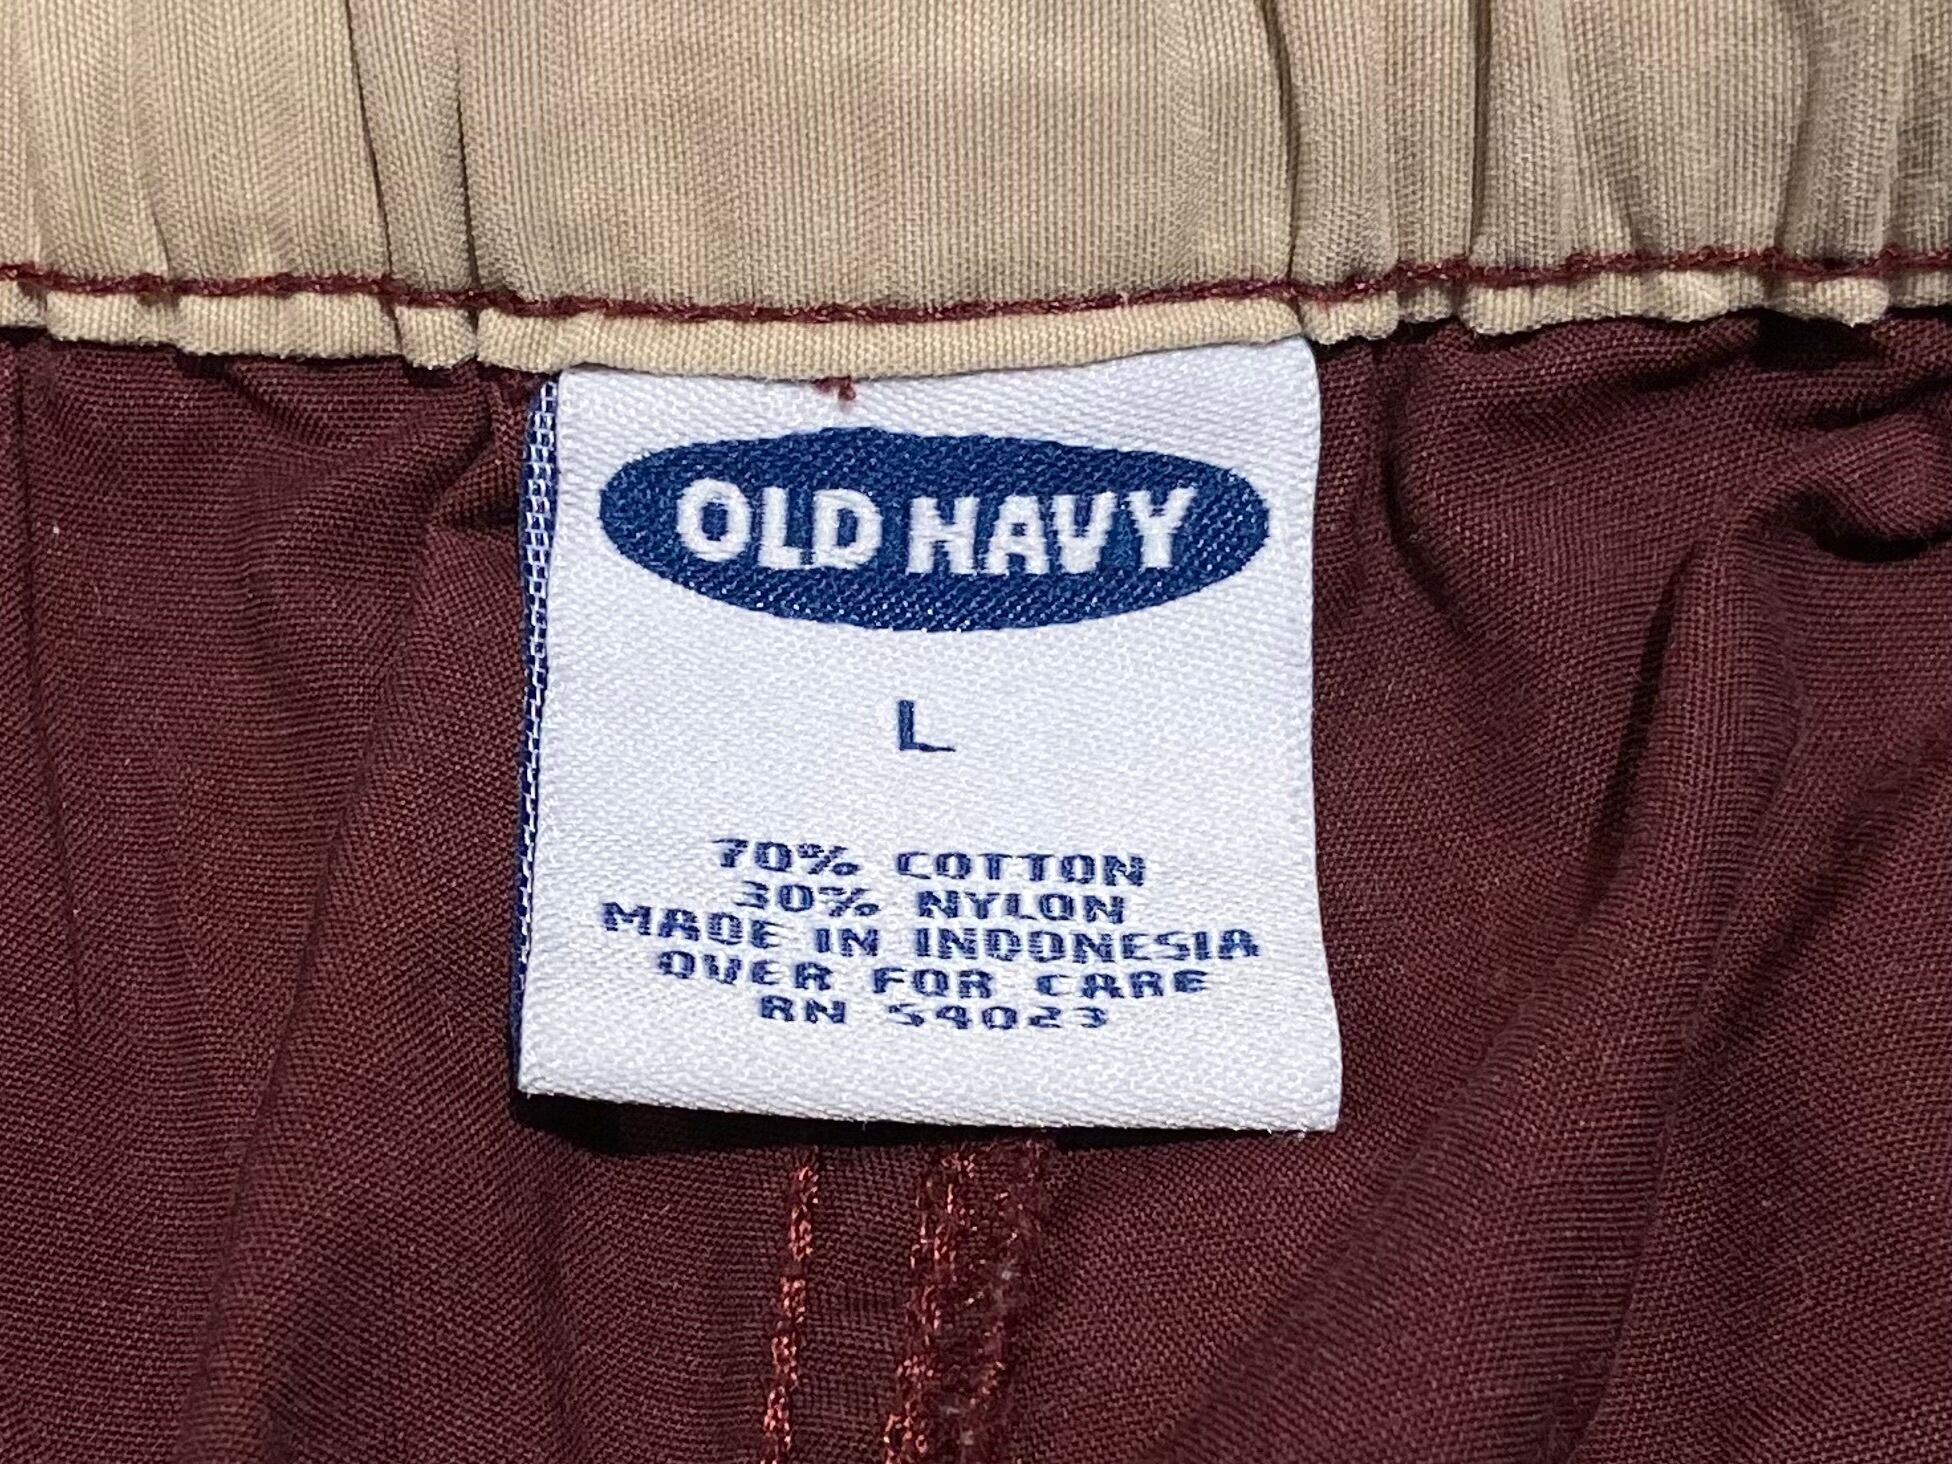 OLD NAVY
L
70% COTTON
30% NYLON
MADE IN INDONESIA
OVER FOR CARE
RN 54023